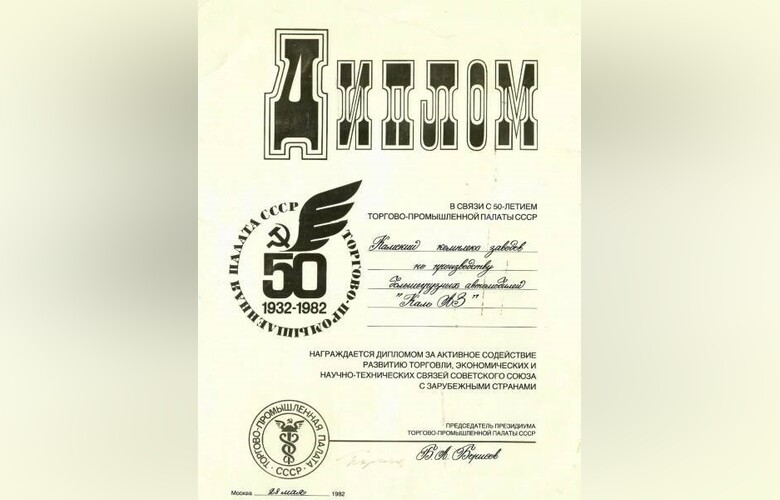 ДИПЛОМ
В СВЯЗИ С 50-ЛЕТИЕМ
ТОРГОВО-ПРОМЫШЛЕННОЙ ПАЛАТЫ СССР
ТОРГОВО-ПРОМЫШЛЕННАЯ ПАЛАТА СССР
50
1932-1982
Камский комплекс заводов
по производству
большегрузных автомобилей
"КамАЗ"
НАГРАЖДАЕТСЯ ДИПЛОМОМ ЗА АКТИВНОЕ СОДЕЙСТВИЕ
РАЗВИТИЮ ТОРГОВЛИ, ЭКОНОМИЧЕСКИХ И
НАУЧНО-ТЕХНИЧЕСКИХ СВЯЗЕЙ СОВЕТСКОГО СОЮЗА
С ЗАРУБЕЖНЫМИ СТРАНАМИ
ТОРГОВО-ПРОМЫШЛЕННАЯ ПАЛАТА
СССР
ПРЕДСЕДАТЕЛЬ ПРЕЗИДИУМА
ТОРГОВО-ПРОМЫШЛЕННОЙ ПАЛАТЫ СССР
Б. А. Борисов
Москва 28 мая 1982